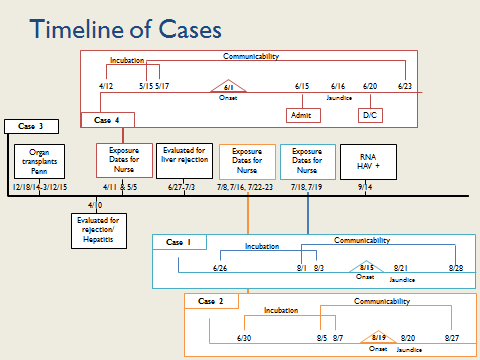 Timeline of Cases
Communicability
Incubation
4/12
5/15 5/17
6/1
6/15
6/16
6/20
6/23
Onset
Jaundice
Admit
D/C
Case 4
Case 3
Organ
transplants
Penn
Exposure
Dates for
Nurse
Evaluated for
liver rejection
Exposure
Dates for
Nurse
Exposure
Dates for
Nurse
RNA
HAV +
12/18/14-3/12/15
4/11 & 5/5
6/27-7/3
7/8, 7/16, 7/22-23
7/18, 7/19
9/14
4/10
Evaluated for
rejection/
Hepatitis
Case 1
Communicability
Incubation
6/26
8/1
8/3
8/15
8/21
8/28
Onset
Jaundice
Case 2
Communicability
Incubation
6/30
8/5
8/7
8/19
8/20
8/27
Onset
Jaundice